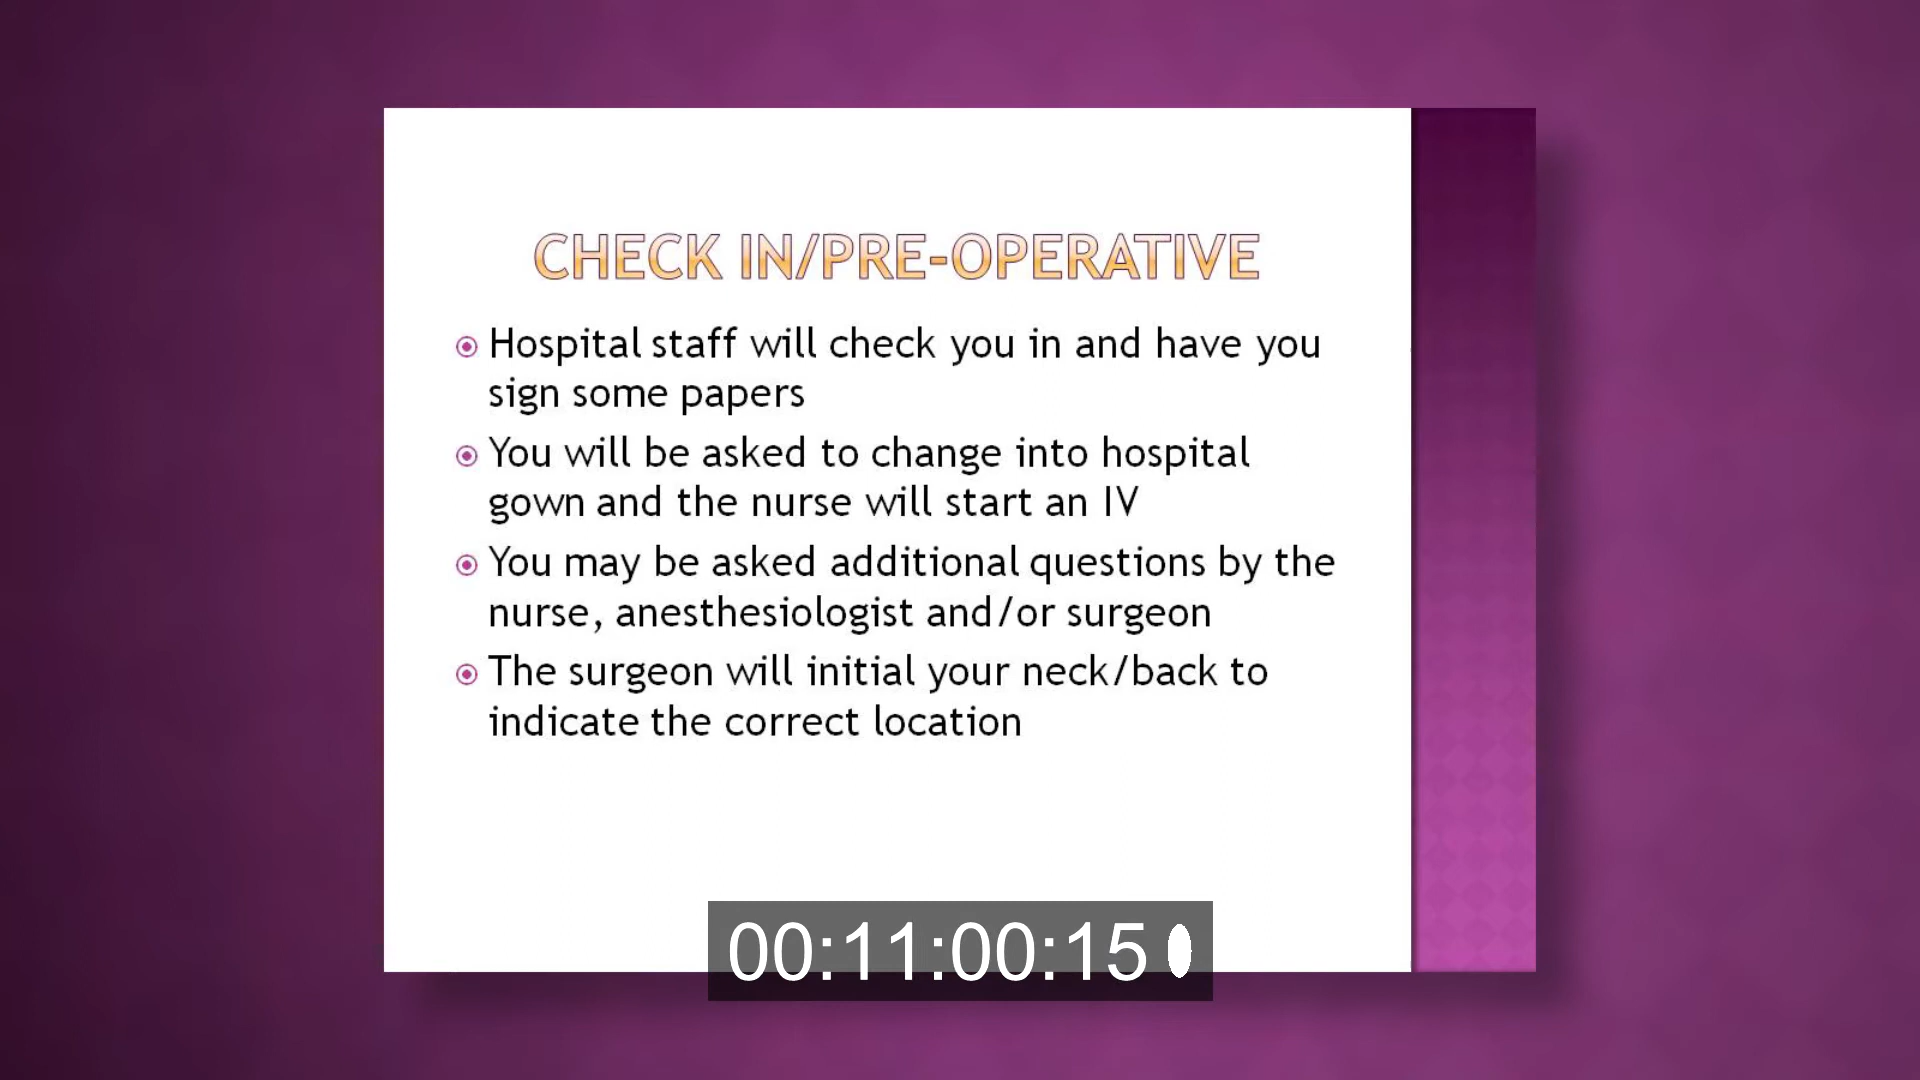 CHECK IN/PRE-OPERATIVE
Hospital staff will check you in and have you
sign some papers
You will be asked to change into hospital
gown and the nurse will start an IV
You may be asked additional questions by the
nurse, anesthesiologist and/or surgeon
The surgeon will initial your neck/back to
indicate the correct location
00:11:00:15